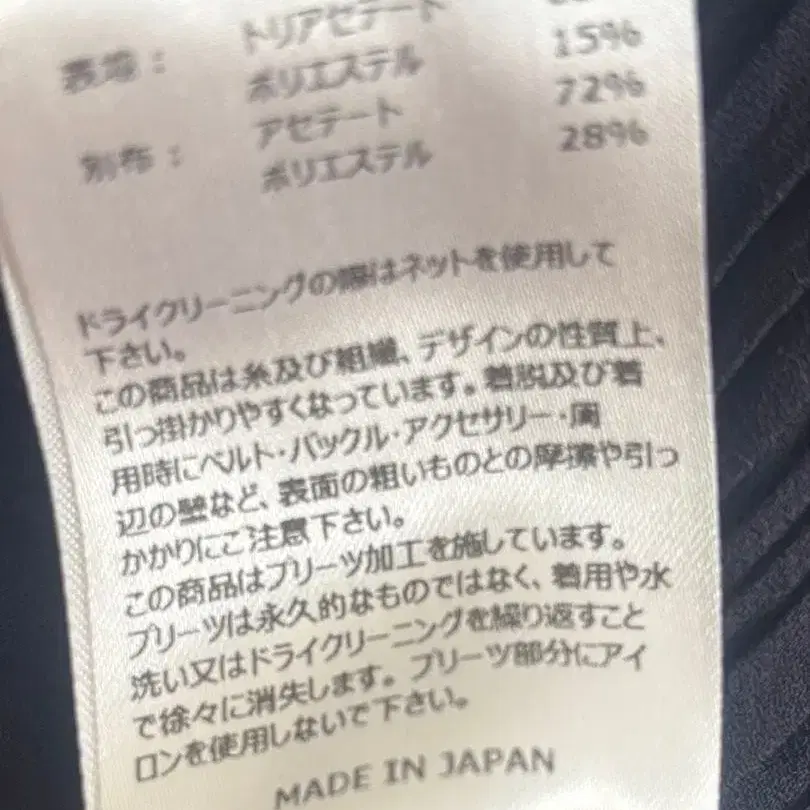 表地： トリアセテート
ポリエステル 15%
アセテート 72%
別布： ポリエステル 28%
ドライクリーニングの際はネットを使用して
下さい。
この商品は糸及び組織、デザインの性質上、
引っ掛かりやすくなっています。着脱及び着
用時にベルト・バックル・アクセサリー・周
辺の壁など、表面の粗いものとの摩擦や引っ
かかりにご注意下さい。
この商品はプリーツ加工を施しています。
プリーツは永久的なものではなく、着用や水
洗い又はドライクリーニングを繰り返すこと
で徐々に消失します。プリーツ部分にアイ
ロンを使用しないで下さい。
MADE IN JAPAN